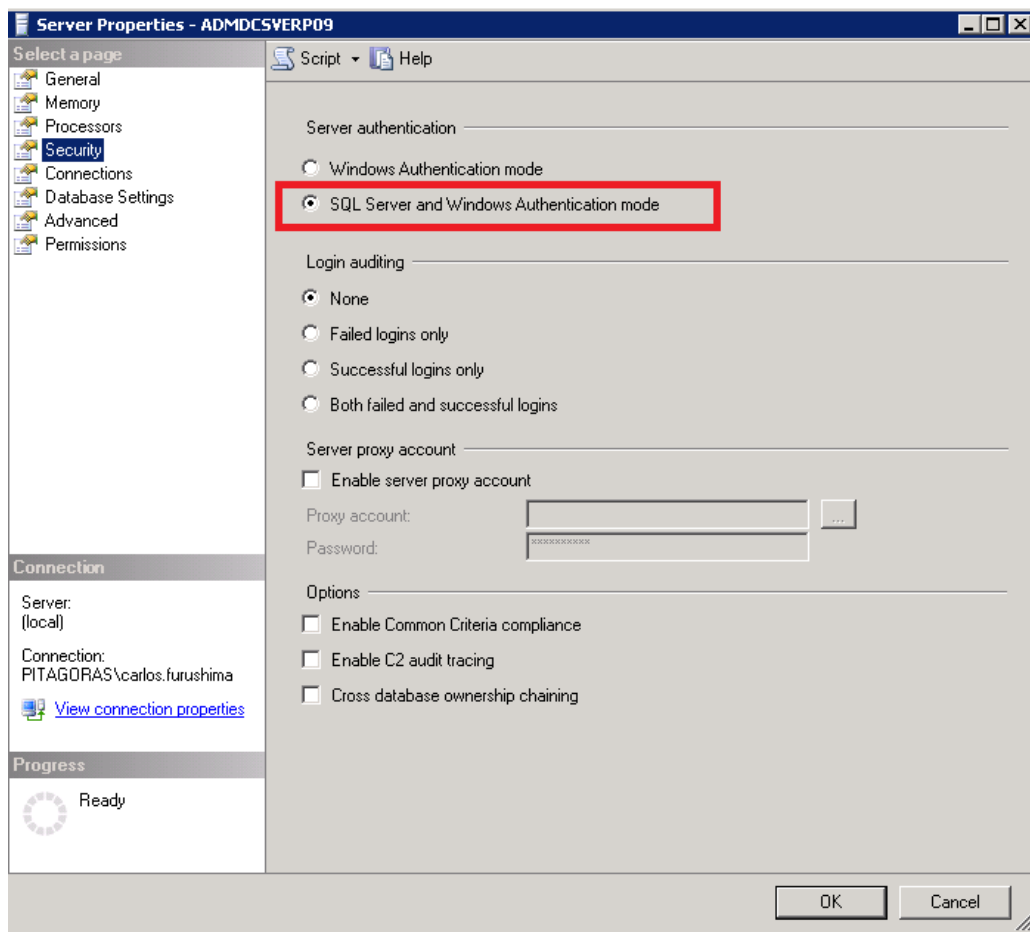 Server Properties - ADMDCSVERP09
Select a page
General
Memory
Processors
Security
Connections
Database Settings
Advanced
Permissions
Script
Help
Server authentication
Windows Authentication mode
SQL Server and Windows Authentication mode
Login auditing
None
Failed logins only
Successful logins only
Both failed and successful logins
Server proxy account
Enable server proxy account
Proxy account:
...
Password:
**********
Options
Enable Common Criteria compliance
Enable C2 audit tracing
Cross database ownership chaining
Connection
Server:
(local)
Connection:
PITAGORAS\carlos.furushima
View connection properties
Progress
Ready
OK
Cancel